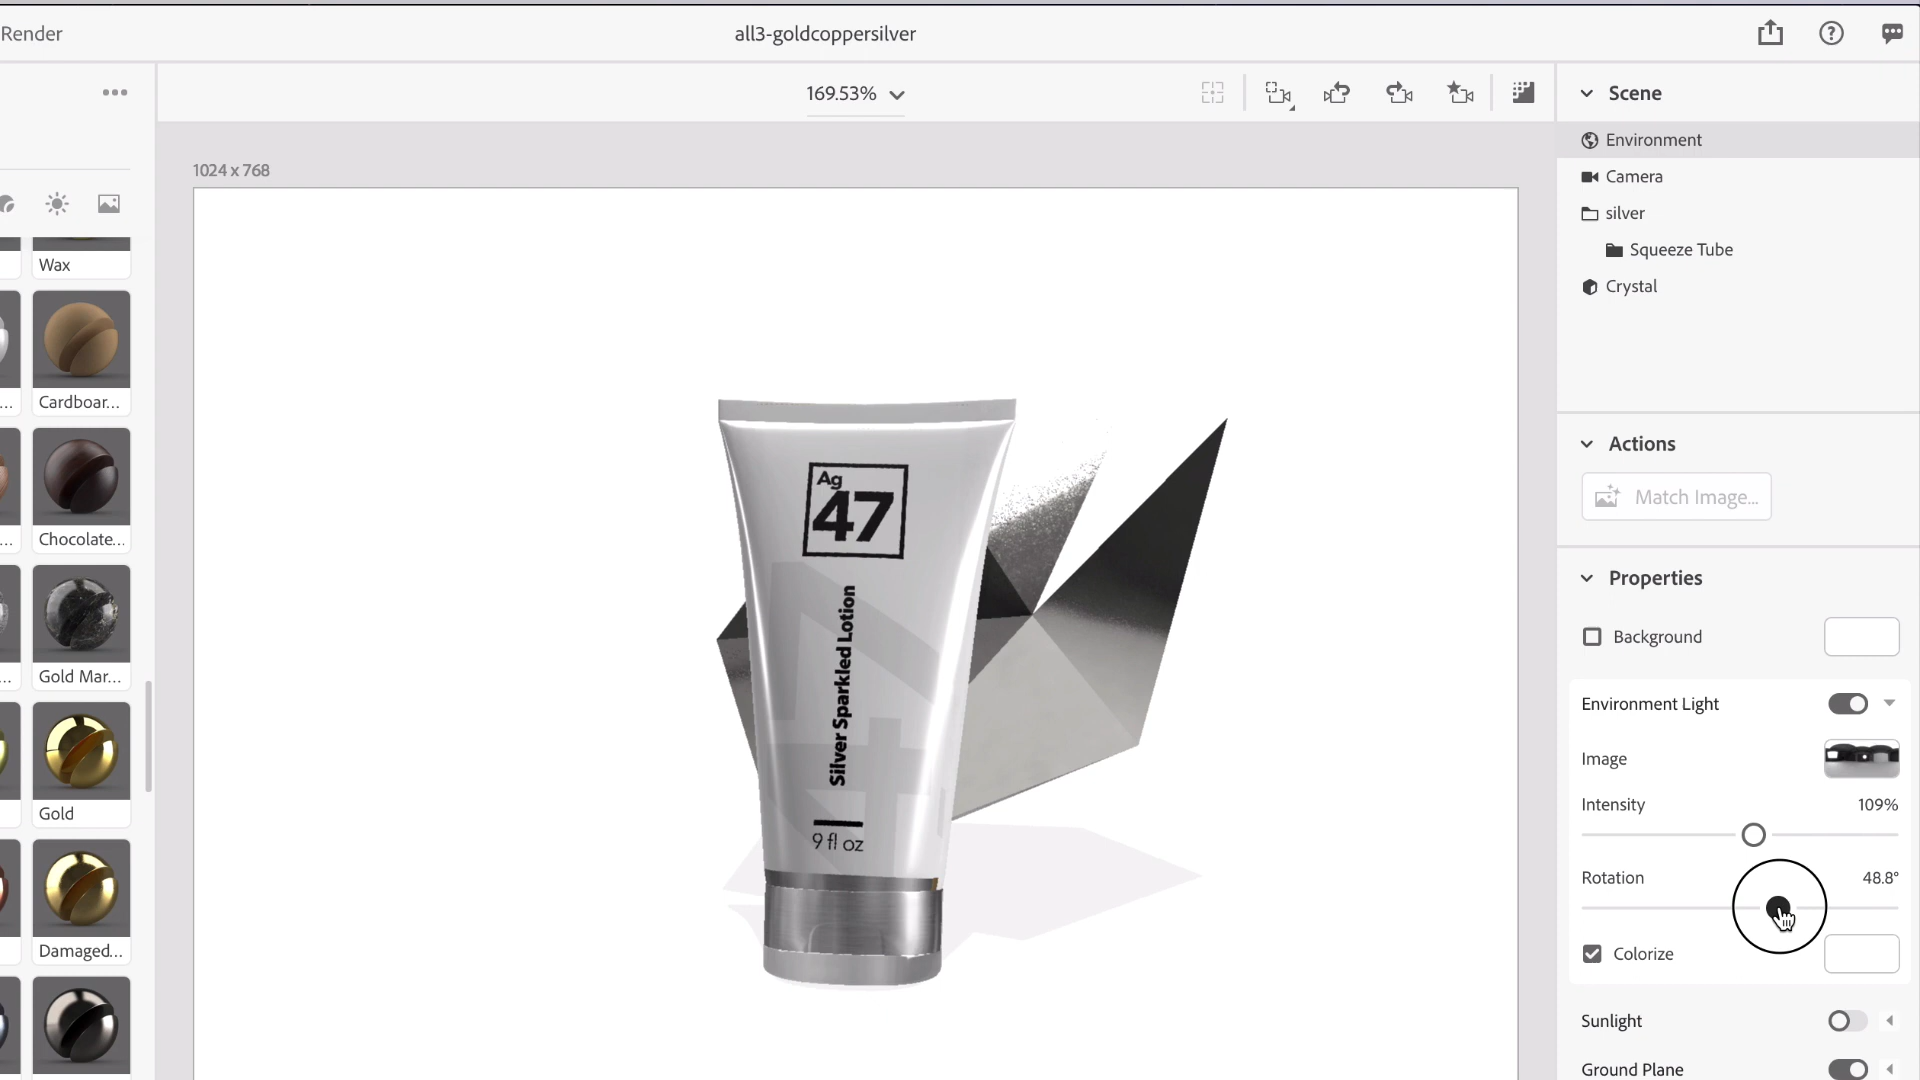 Render
all3-goldcoppersilver
169.53%
1024 x 768
Wax
Cardboar...
...
Chocolate...
...
Gold Mar...
...
Gold
Damaged...
Ag
47
Silver Sparkled Lotion
9 fl oz
Scene
Environment
Camera
silver
Squeeze Tube
Crystal
Actions
Match Image...
Properties
Background
Environment Light
Image
Intensity
109%
Rotation
48.8°
Colorize
Sunlight
Ground Plane